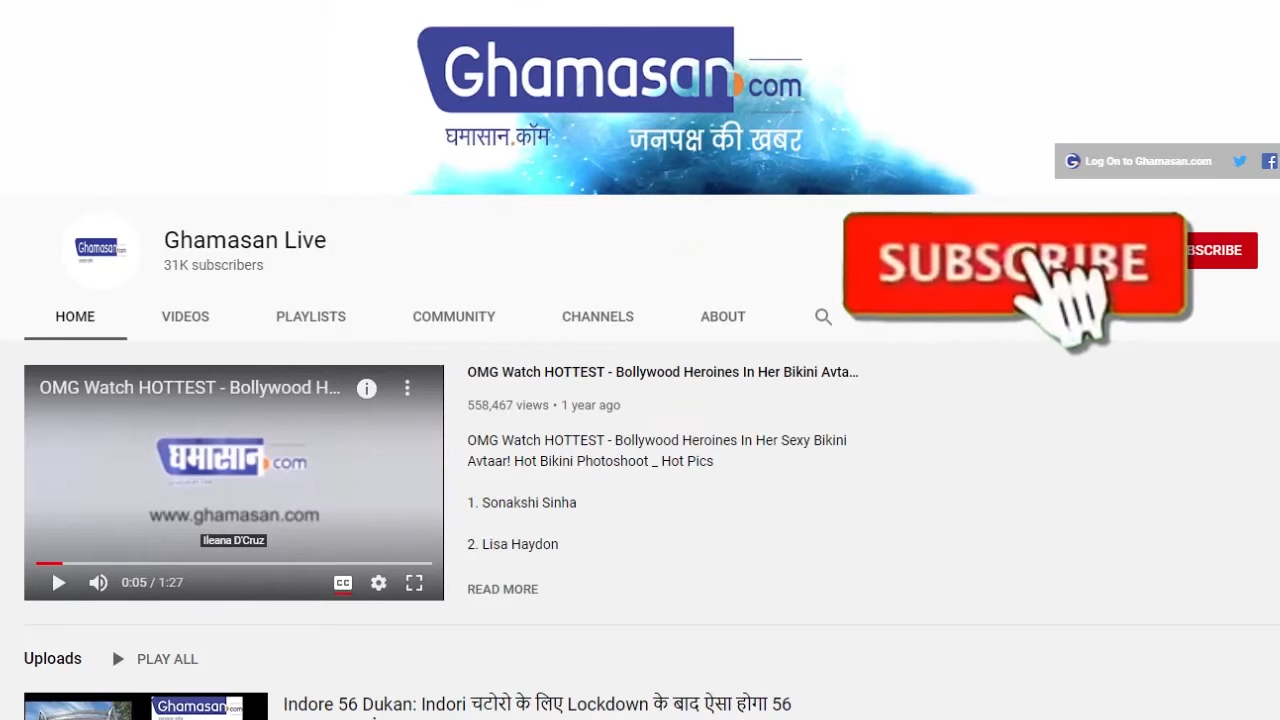 Ghamasan.com
घमासान.कॉम
जनपक्ष की खबर
Log On to Ghamasan.com
Ghamasan
Ghamasan Live
31K subscribers
SUBSCRIBE
BSCRIBE
HOME
VIDEOS
PLAYLISTS
COMMUNITY
CHANNELS
ABOUT
OMG Watch HOTTEST - Bollywood H...
घमासान.com
www.ghamasan.com
Ileana D'Cruz
0:05 / 1:27
CC
OMG Watch HOTTEST - Bollywood Heroines In Her Bikini Avta...
558,467 views • 1 year ago
OMG Watch HOTTEST - Bollywood Heroines In Her Sexy Bikini
Avtaar! Hot Bikini Photoshoot _ Hot Pics
1. Sonakshi Sinha
2. Lisa Haydon
READ MORE
Uploads
PLAY ALL
Ghamasan
Indore 56 Dukan: Indori चटोरो के लिए Lockdown के बाद ऐसा होगा 56